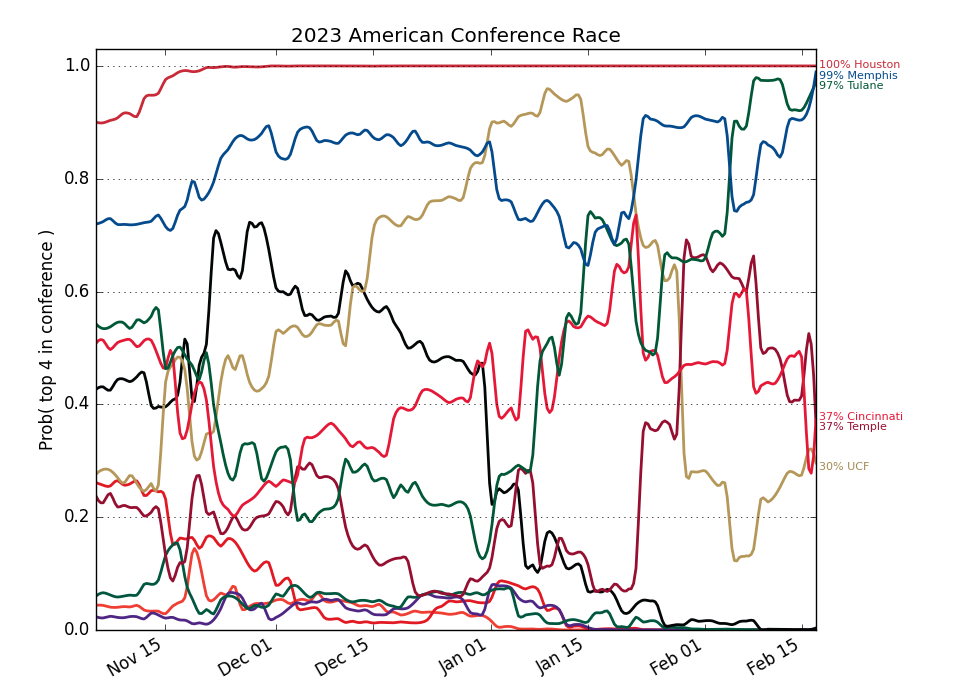 2023 American Conference Race
Prob( top 4 in conference )
1.0
0.8
0.6
0.4
0.2
0.0
100% Houston
99% Memphis
97% Tulane
37% Cincinnati
37% Temple
30% UCF
Nov 15
Dec 01
Dec 15
Jan 01
Jan 15
Feb 01
Feb 15